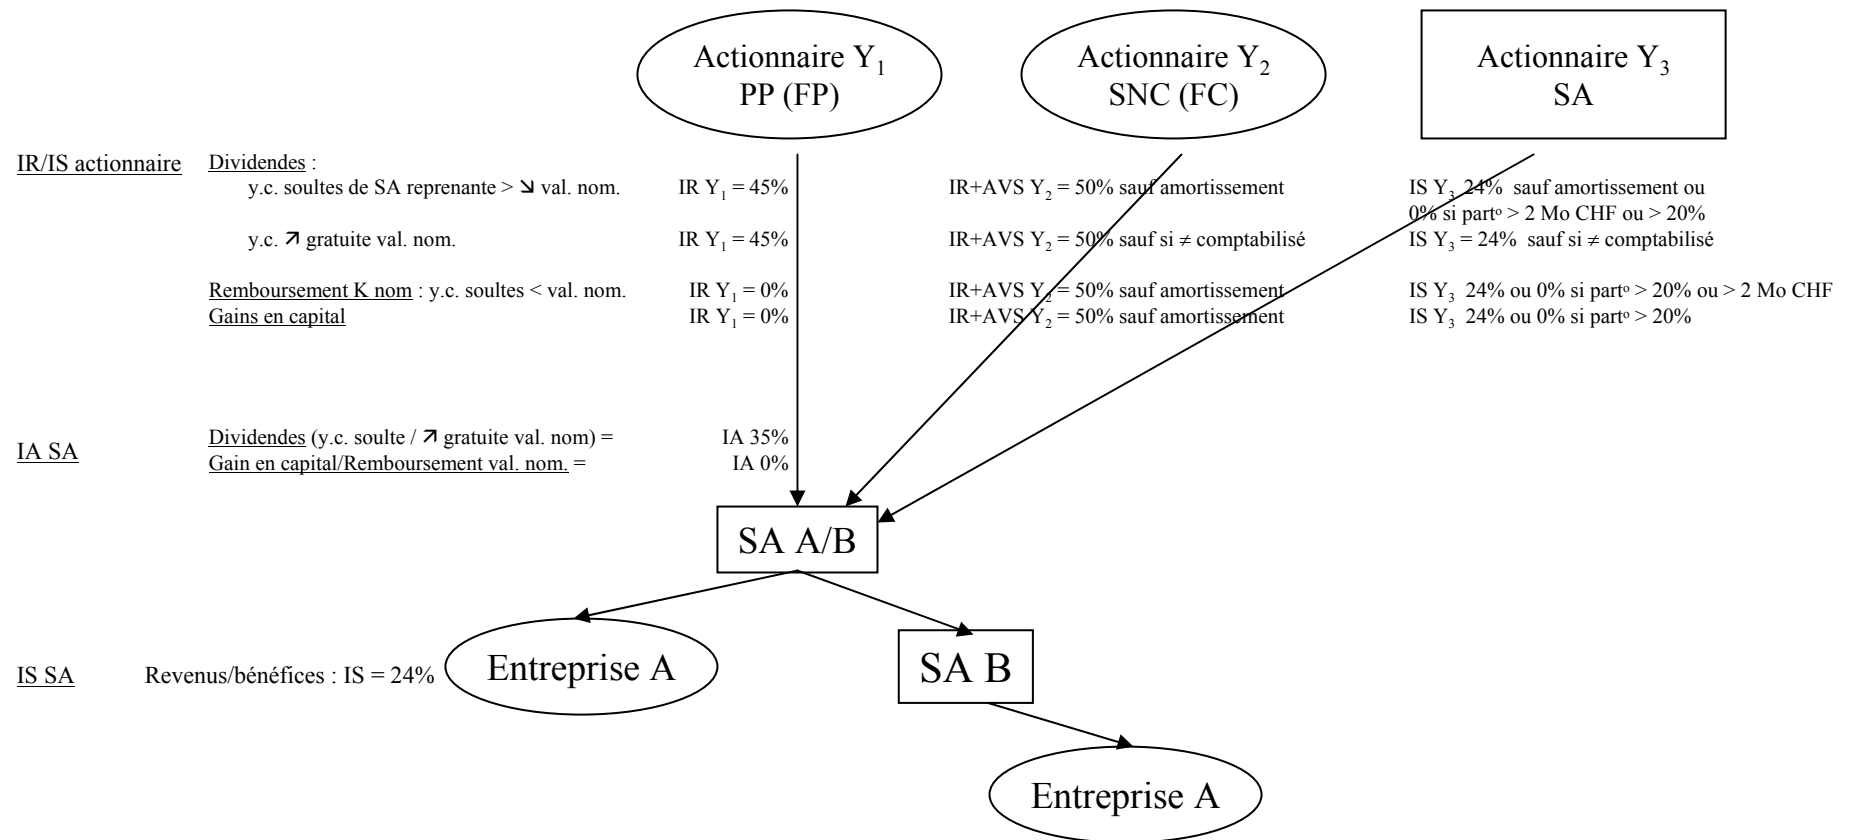 Actionnaire Y1
PP (FP)
Actionnaire Y2
SNC (FC)
Actionnaire Y3
SA
IR/IS actionnaire
Dividendes :
y.c. soultes de SA reprenante > ➘ val. nom. IR Y1 = 45% IR+AVS Y2 = 50% sauf amortissement IS Y3 24% sauf amortissement ou
0% si partº > 2 Mo CHF ou > 20%
y.c. ➚ gratuite val. nom. IR Y1 = 45% IR+AVS Y2 = 50% sauf si ≠ comptabilisé IS Y3 = 24% sauf si ≠ comptabilisé
Remboursement K nom : y.c. soultes < val. nom. IR Y1 = 0% IR+AVS Y2 = 50% sauf amortissement IS Y3 24% ou 0% si partº > 20% ou > 2 Mo CHF
Gains en capital IR Y1 = 0% IR+AVS Y2 = 50% sauf amortissement IS Y3 24% ou 0% si partº > 20%
IA SA
Dividendes (y.c. soulte / ➚ gratuite val. nom) = IA 35%
Gain en capital/Remboursement val. nom. = IA 0%
SA A/B
IS SA Revenus/bénéfices : IS = 24%
Entreprise A
SA B
Entreprise A